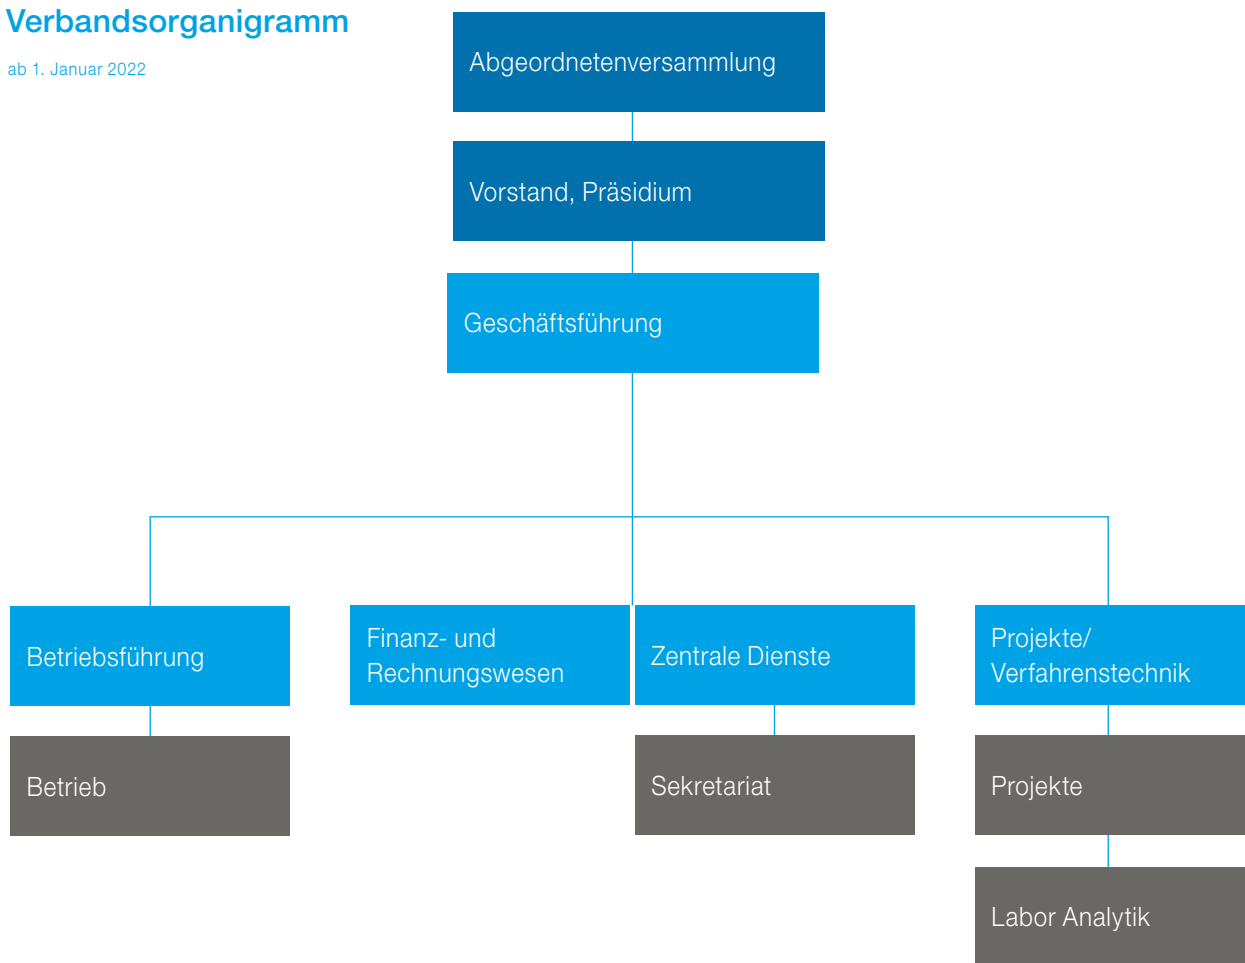 Verbandsorganigramm
ab 1. Januar 2022
Abgeordnetenversammlung
Vorstand, Präsidium
Geschäftsführung
Betriebsführung
Finanz- und
Rechnungswesen
Zentrale Dienste
Projekte/
Verfahrenstechnik
Betrieb
Sekretariat
Projekte
Labor Analytik